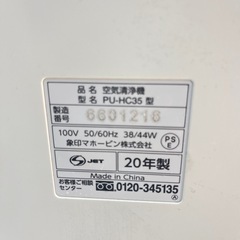 品名 空気清浄機
型名 PU-HC35 型
製造番号 6601216
100V 50/60Hz 38/44W
象印マホービン株式会社
PSE
JET
20年製
Made in China
お客様ご相談センター 0120-345135